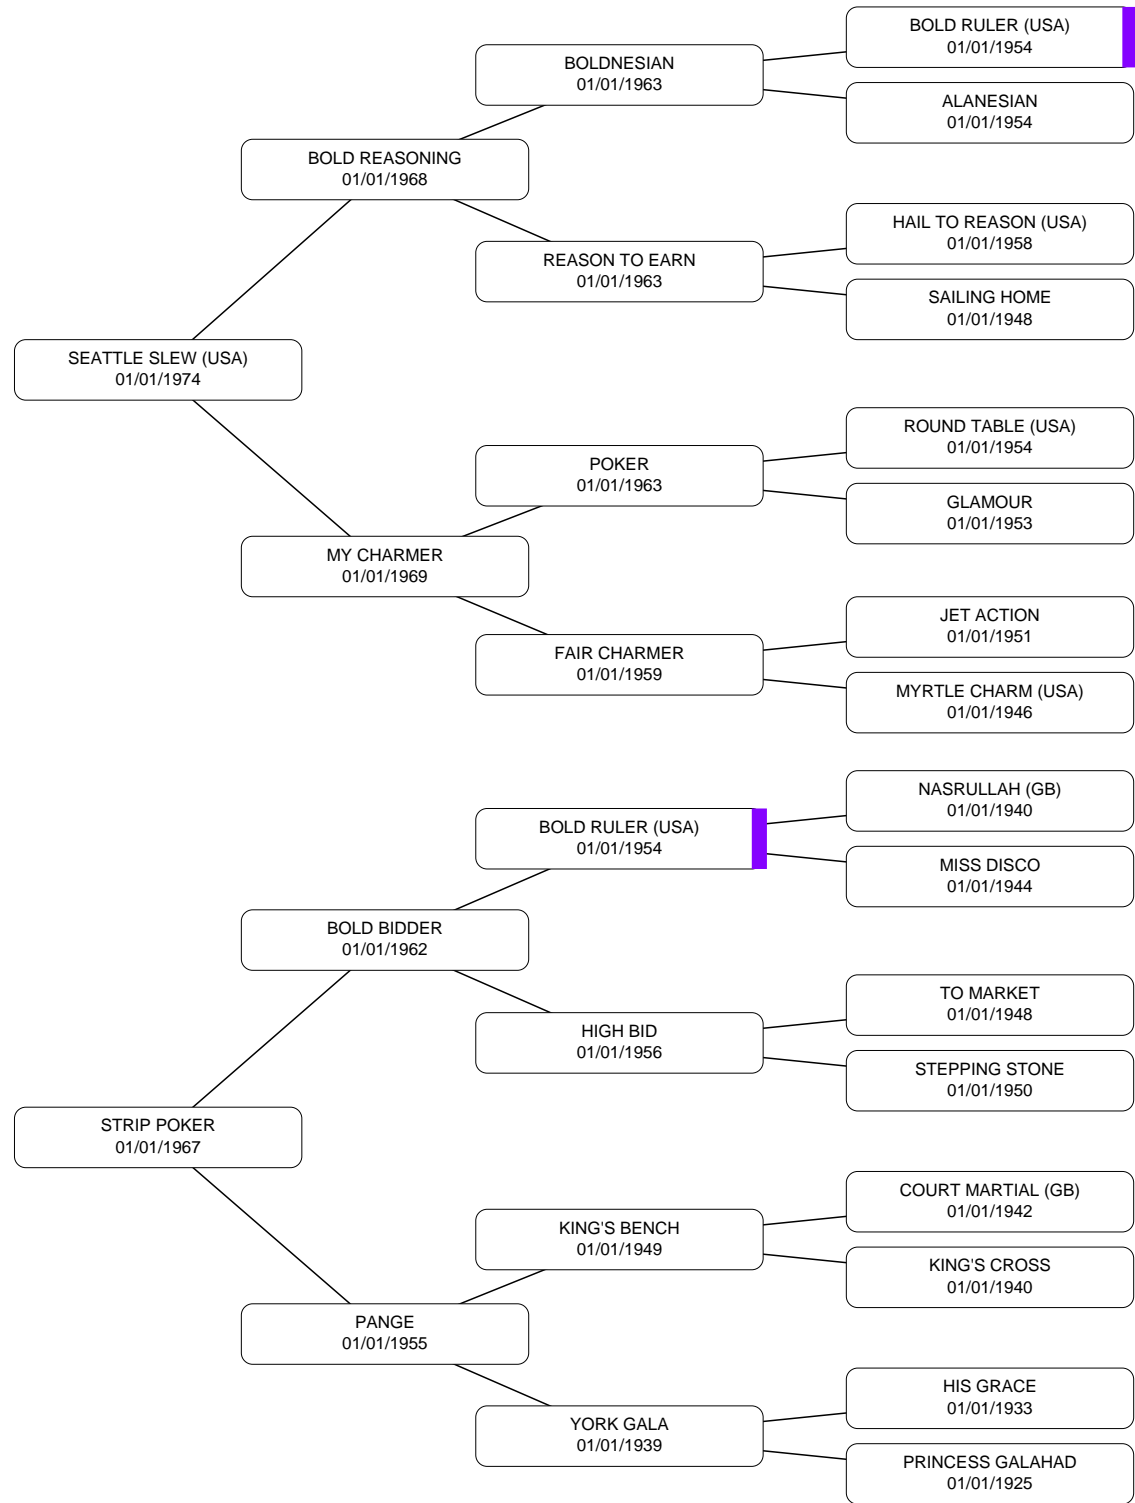 BOLD RULER (USA)
01/01/1954
BOLDNESIAN
01/01/1963
ALANESIAN
01/01/1954
BOLD REASONING
01/01/1968
HAIL TO REASON (USA)
01/01/1958
REASON TO EARN
01/01/1963
SAILING HOME
01/01/1948
SEATTLE SLEW (USA)
01/01/1974
ROUND TABLE (USA)
01/01/1954
POKER
01/01/1963
GLAMOUR
01/01/1953
MY CHARMER
01/01/1969
JET ACTION
01/01/1951
FAIR CHARMER
01/01/1959
MYRTLE CHARM (USA)
01/01/1946
NASRULLAH (GB)
01/01/1940
BOLD RULER (USA)
01/01/1954
MISS DISCO
01/01/1944
BOLD BIDDER
01/01/1962
TO MARKET
01/01/1948
HIGH BID
01/01/1956
STEPPING STONE
01/01/1950
STRIP POKER
01/01/1967
COURT MARTIAL (GB)
01/01/1942
KING'S BENCH
01/01/1949
KING'S CROSS
01/01/1940
PANGE
01/01/1955
HIS GRACE
01/01/1933
YORK GALA
01/01/1939
PRINCESS GALAHAD
01/01/1925